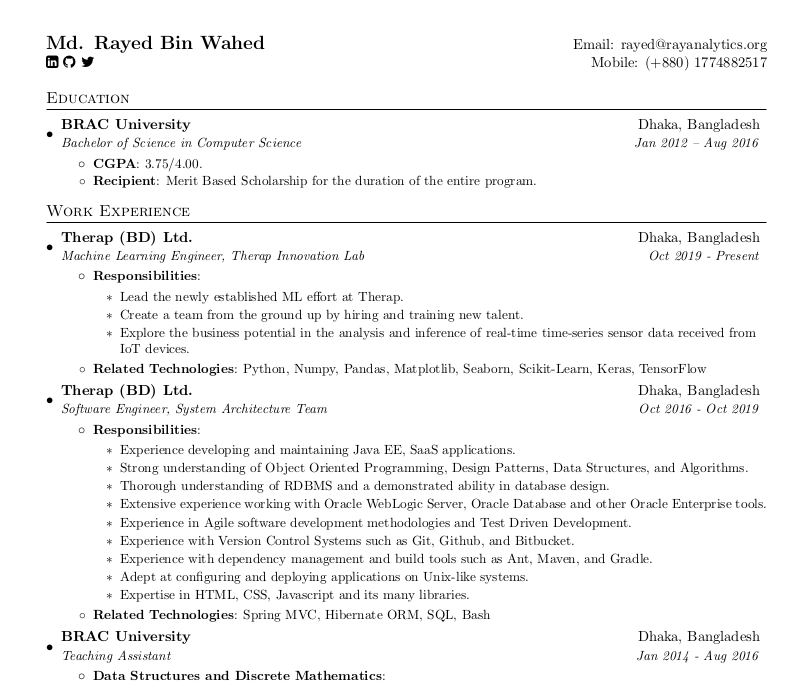 Md. Rayed Bin Wahed
Email: rayed@rayanalytics.org
Mobile: (+880) 1774882517
Education
• BRAC University
Dhaka, Bangladesh
Bachelor of Science in Computer Science
Jan 2012 – Aug 2016
◦ CGPA: 3.75/4.00.
◦ Recipient: Merit Based Scholarship for the duration of the entire program.
Work Experience
• Therap (BD) Ltd.
Dhaka, Bangladesh
Machine Learning Engineer, Therap Innovation Lab
Oct 2019 - Present
◦ Responsibilities:
∗ Lead the newly established ML effort at Therap.
∗ Create a team from the ground up by hiring and training new talent.
∗ Explore the business potential in the analysis and inference of real-time time-series sensor data received from
IoT devices.
◦ Related Technologies: Python, Numpy, Pandas, Matplotlib, Seaborn, Scikit-Learn, Keras, TensorFlow
• Therap (BD) Ltd.
Dhaka, Bangladesh
Software Engineer, System Architecture Team
Oct 2016 - Oct 2019
◦ Responsibilities:
∗ Experience developing and maintaining Java EE, SaaS applications.
∗ Strong understanding of Object Oriented Programming, Design Patterns, Data Structures, and Algorithms.
∗ Thorough understanding of RDBMS and a demonstrated ability in database design.
∗ Extensive experience working with Oracle WebLogic Server, Oracle Database and other Oracle Enterprise tools.
∗ Experience in Agile software development methodologies and Test Driven Development.
∗ Experience with Version Control Systems such as Git, Github, and Bitbucket.
∗ Experience with dependency management and build tools such as Ant, Maven, and Gradle.
∗ Adept at configuring and deploying applications on Unix-like systems.
∗ Expertise in HTML, CSS, Javascript and its many libraries.
◦ Related Technologies: Spring MVC, Hibernate ORM, SQL, Bash
• BRAC University
Dhaka, Bangladesh
Teaching Assistant
Jan 2014 - Aug 2016
◦ Data Structures and Discrete Mathematics: